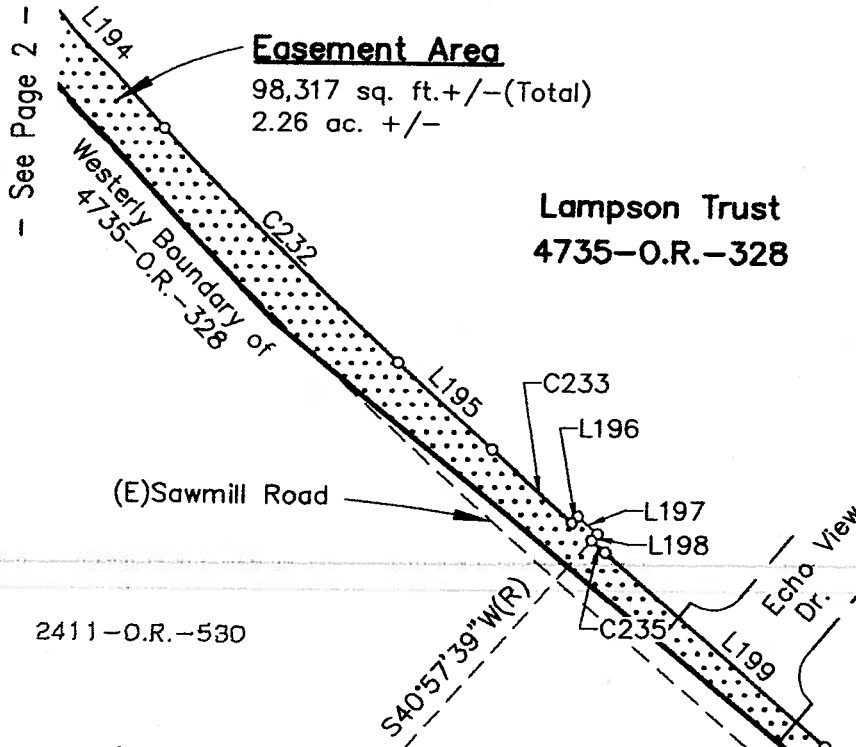 - See Page 2 -
L194
Easement Area
98,317 sq. ft.+/-(Total)
2.26 ac. +/-
Westerly Boundary of
4735-O.R.-328
C232
Lampson Trust
4735-O.R.-328
L195
C233
L196
(E)Sawmill Road
L197
L198
Echo View
Dr.
C235
2411-O.R.-530
S40°57'39"W(R)
L199